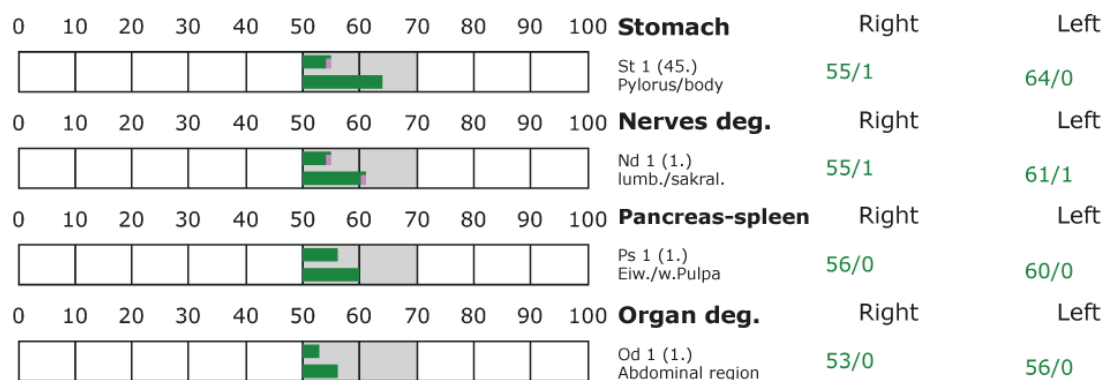 0 10 20 30 40 50 60 70 80 90 100 Stomach Right Left
St 1 (45.) 55/1 64/0
Pylorus/body
0 10 20 30 40 50 60 70 80 90 100 Nerves deg. Right Left
Nd 1 (1.) 55/1 61/1
lumb./sakral.
0 10 20 30 40 50 60 70 80 90 100 Pancreas-spleen Right Left
Ps 1 (1.) 56/0 60/0
Eiw./w.Pulpa
0 10 20 30 40 50 60 70 80 90 100 Organ deg. Right Left
Od 1 (1.) 53/0 56/0
Abdominal region